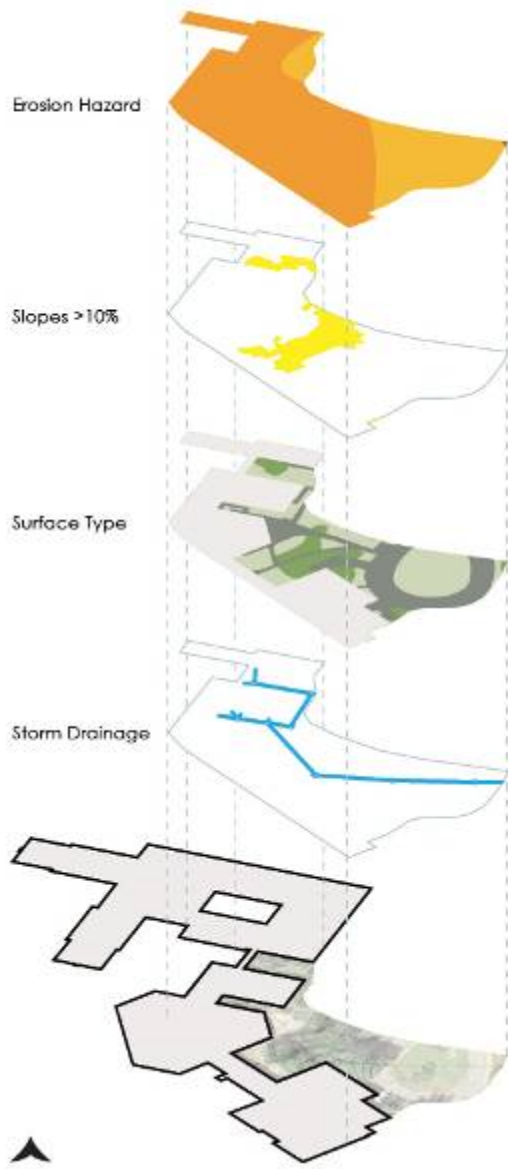 Erosion Hazard
Slopes >10%
Surface Type
Storm Drainage